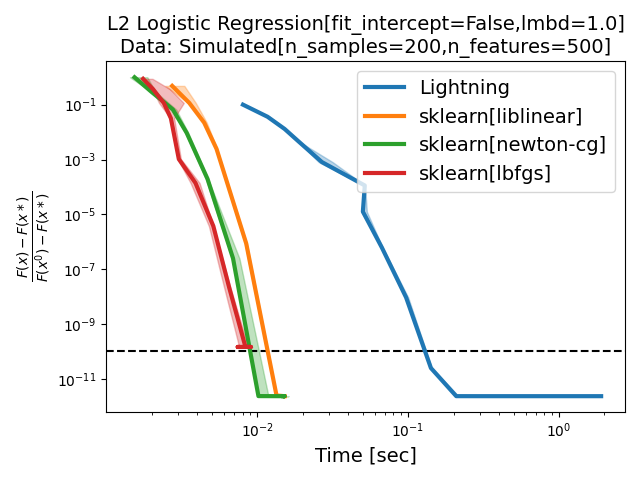 L2 Logistic Regression[fit_intercept=False,lmbd=1.0]
Data: Simulated[n_samples=200,n_features=500]
Lightning
sklearn[liblinear]
sklearn[newton-cg]
sklearn[lbfgs]
F(x) − F(x*)
F(x⁰) − F(x*)
10⁻¹
10⁻³
10⁻⁵
10⁻⁷
10⁻⁹
10⁻¹¹
10⁻² 10⁻¹ 10⁰
Time [sec]